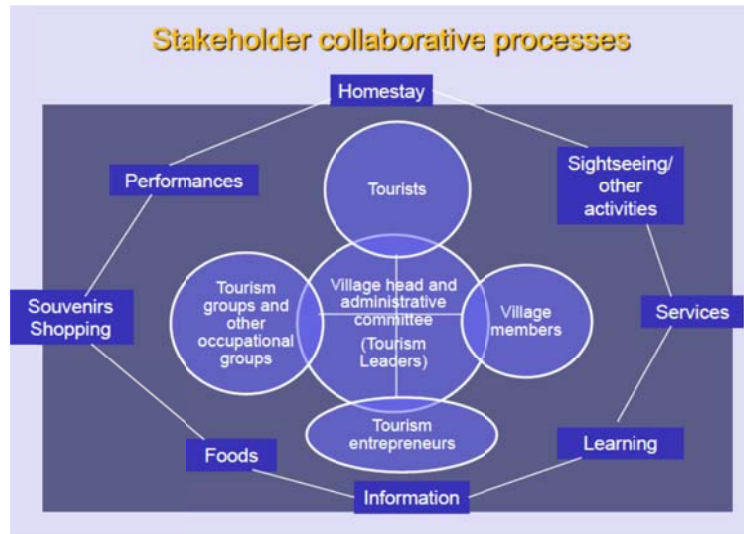 Stakeholder collaborative processes
Homestay
Performances
Sightseeing/
other
activities
Tourists
Souvenirs
Shopping
Tourism
groups and
other
occupational
groups
Village head and
administrative
committee
(Tourism
Leaders)
Village
members
Services
Tourism
entrepreneurs
Foods
Learning
Information